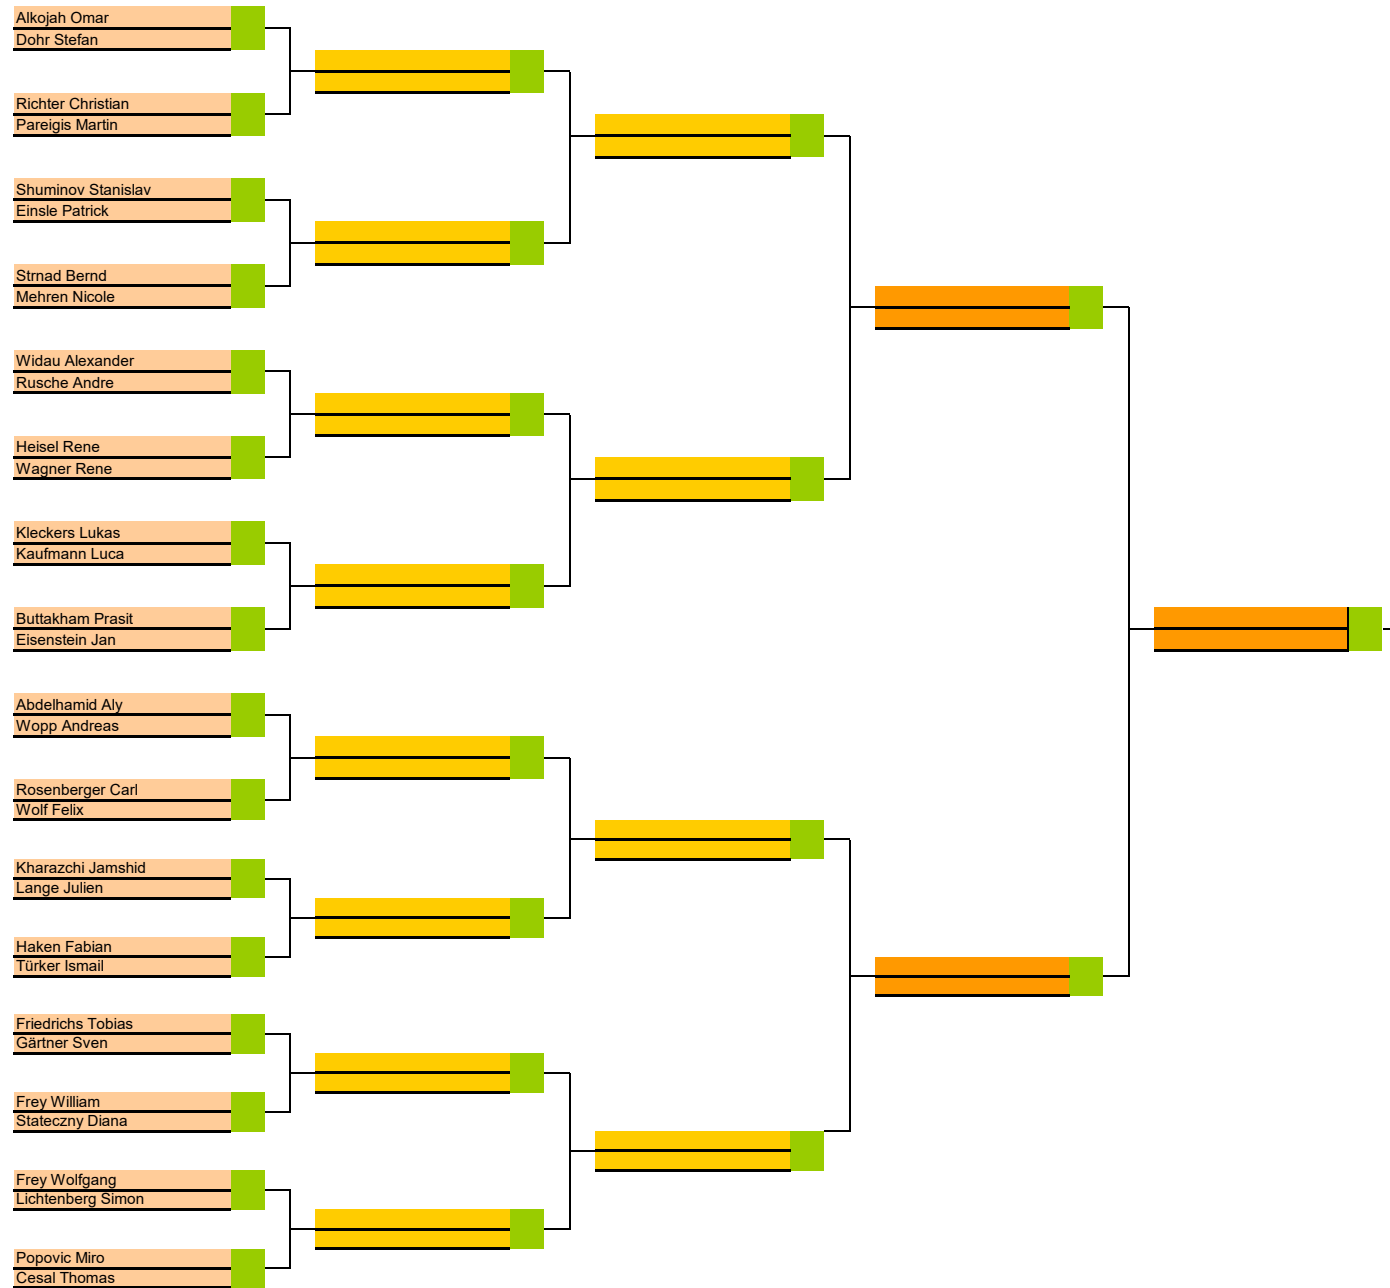 Alkojah Omar
Dohr Stefan
Richter Christian
Pareigis Martin
Shuminov Stanislav
Einsle Patrick
Strnad Bernd
Mehren Nicole
Widau Alexander
Rusche Andre
Heisel Rene
Wagner Rene
Kleckers Lukas
Kaufmann Luca
Buttakham Prasit
Eisenstein Jan
Abdelhamid Aly
Wopp Andreas
Rosenberger Carl
Wolf Felix
Kharazchi Jamshid
Lange Julien
Haken Fabian
Türker Ismail
Friedrichs Tobias
Gärtner Sven
Frey William
Stateczny Diana
Frey Wolfgang
Lichtenberg Simon
Popovic Miro
Cesal Thomas